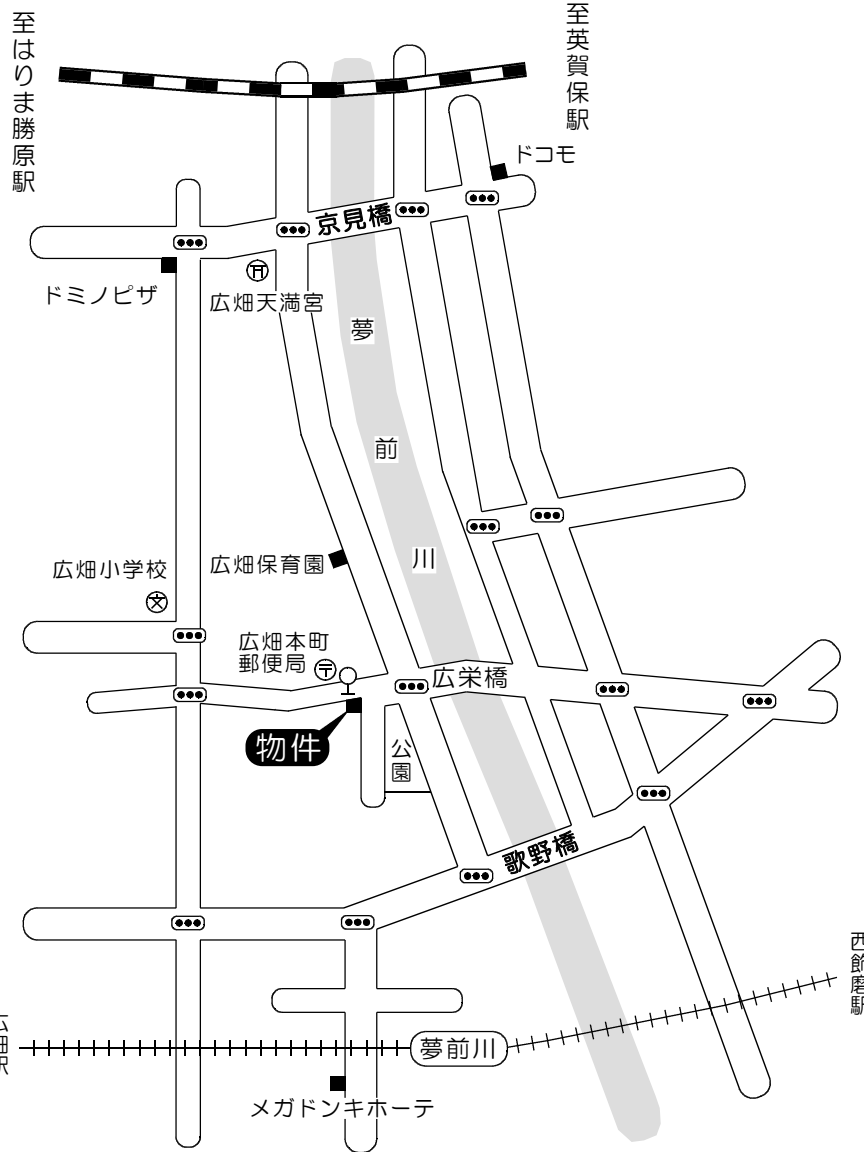 至はりま勝原駅
至英賀保駅
ドコモ
京見橋
ドミノピザ
広畑天満宮
夢前川
広畑保育園
広畑小学校
文
広畑本町
郵便局
〒
広栄橋
物件
公園
歌野橋
西飾磨駅
広畑駅
夢前川
メガドンキホーテ